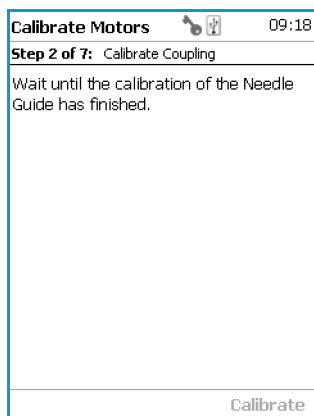 Calibrate Motors 09:18
Step 2 of 7: Calibrate Coupling
Wait until the calibration of the Needle
Guide has finished.
Calibrate